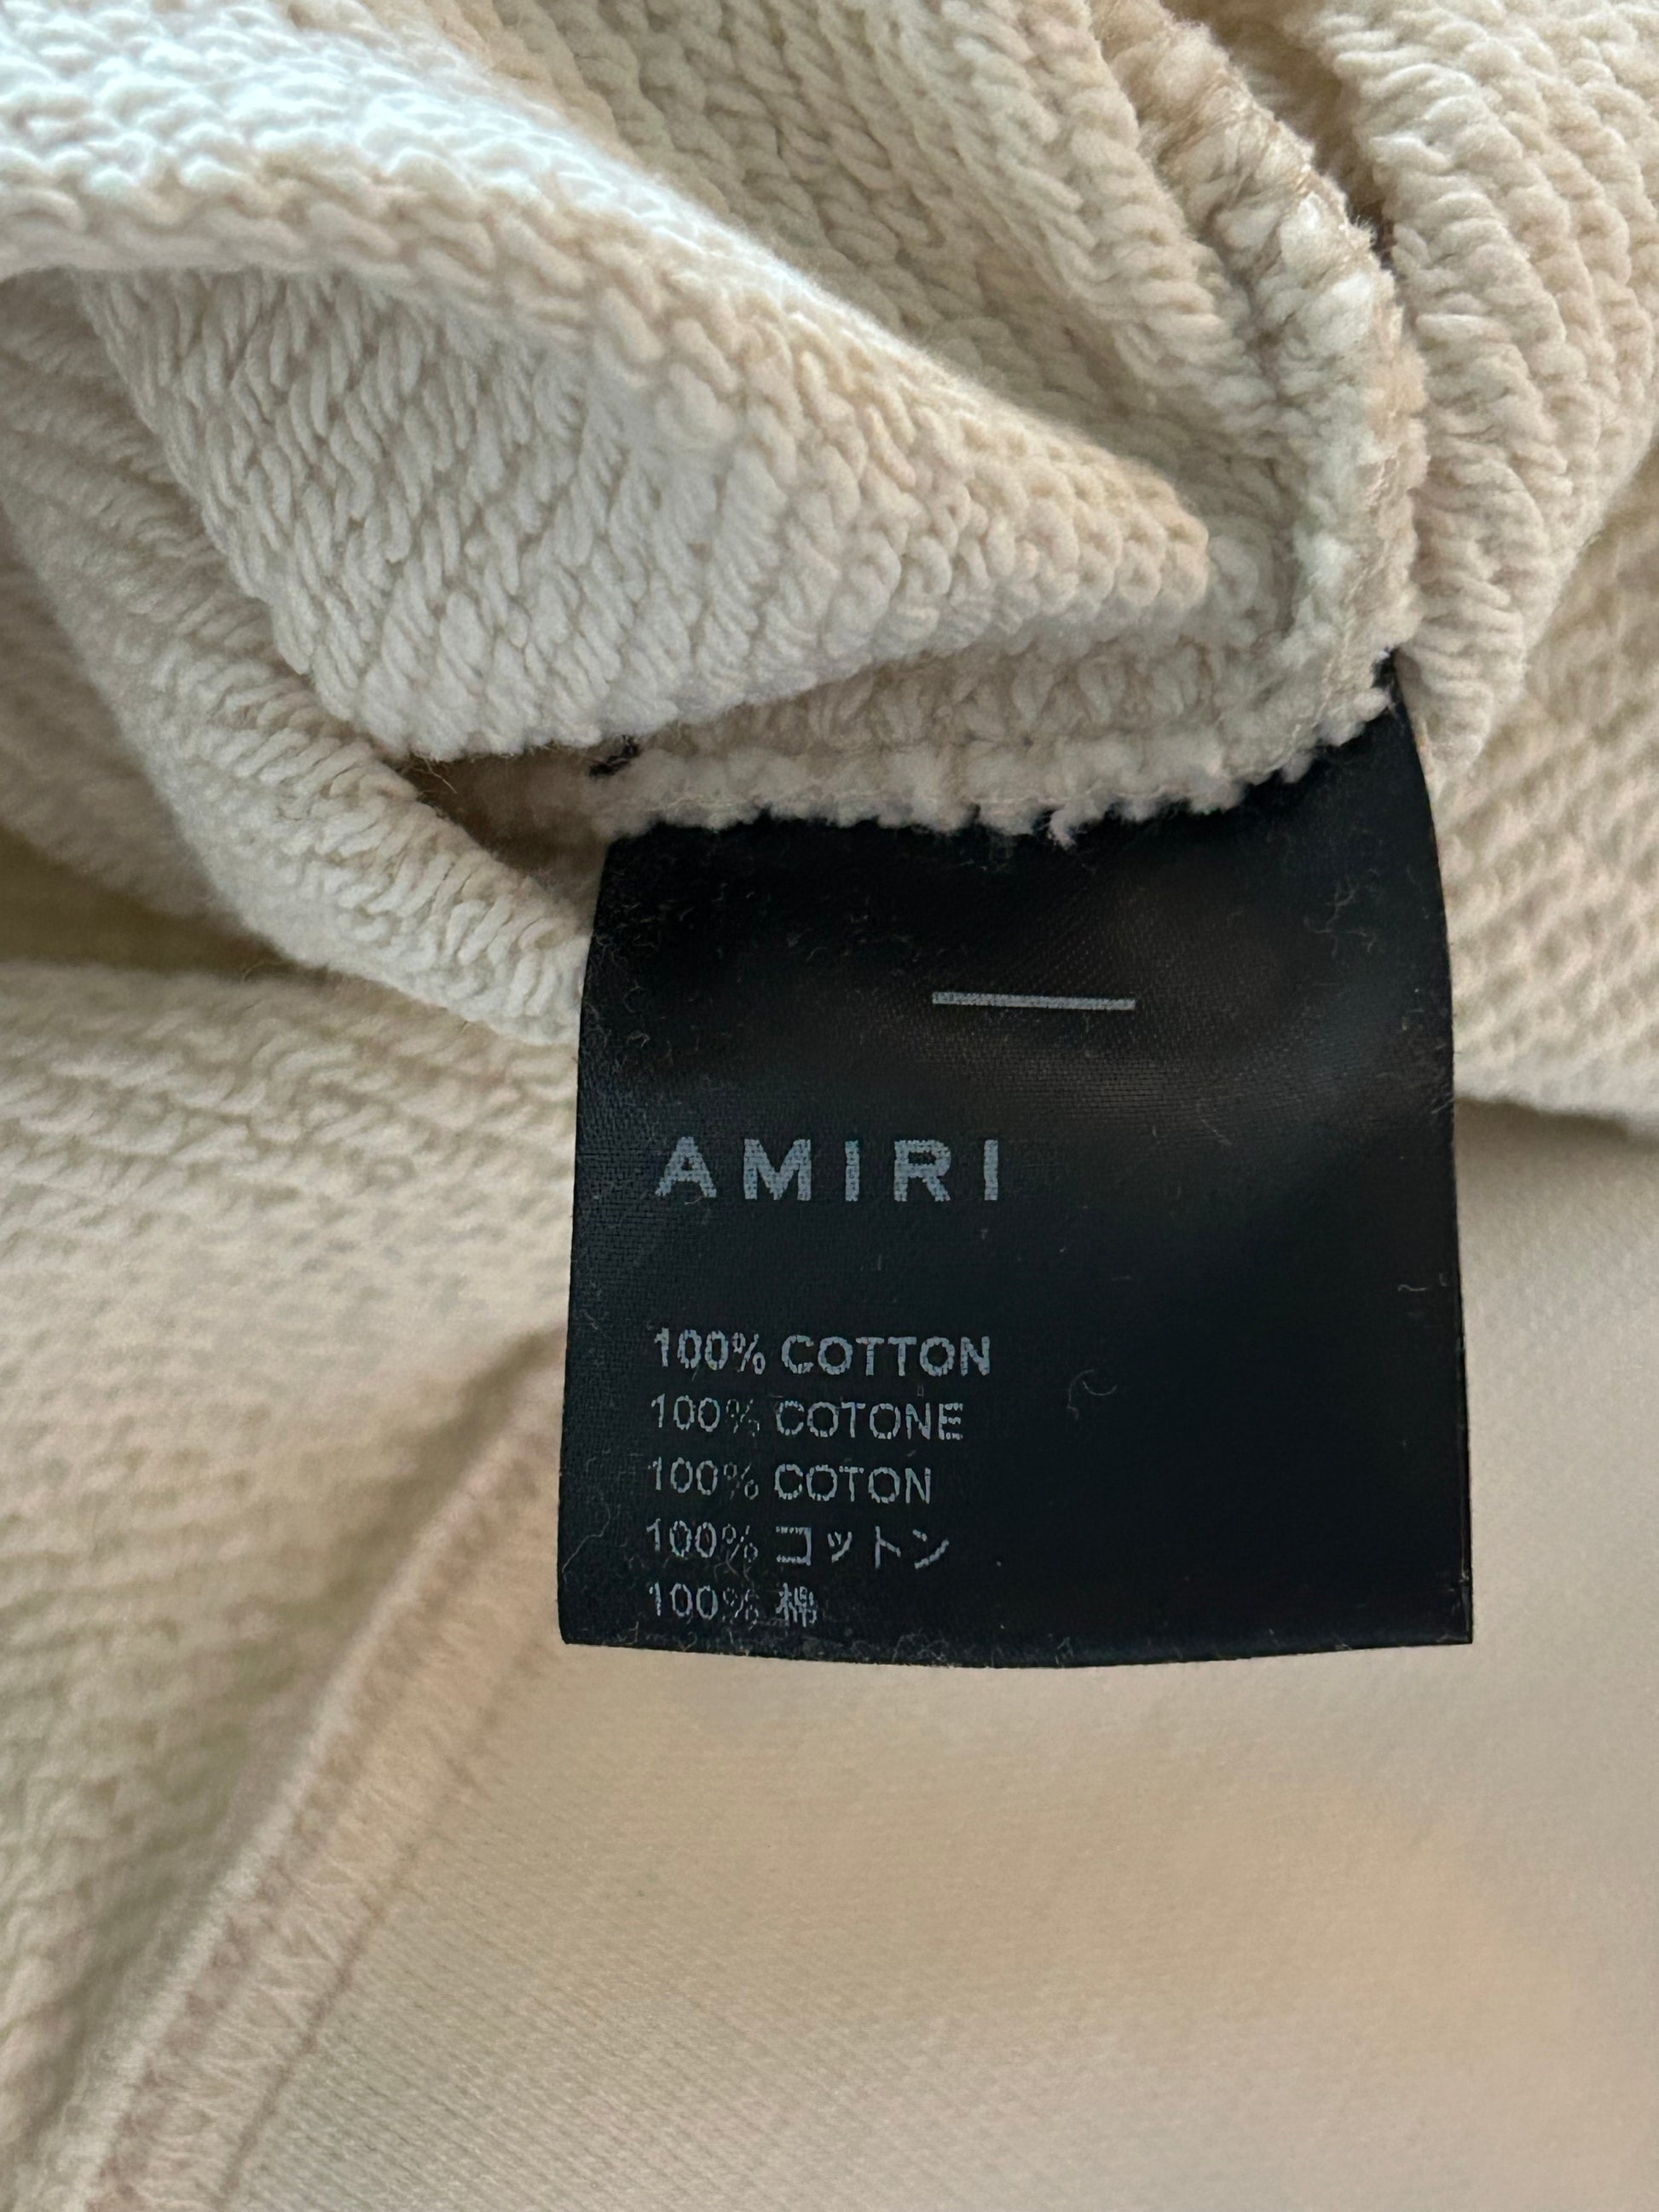 AMIRI
100% COTTON
100% COTONE
100% COTON
100% コットン
100% 棉